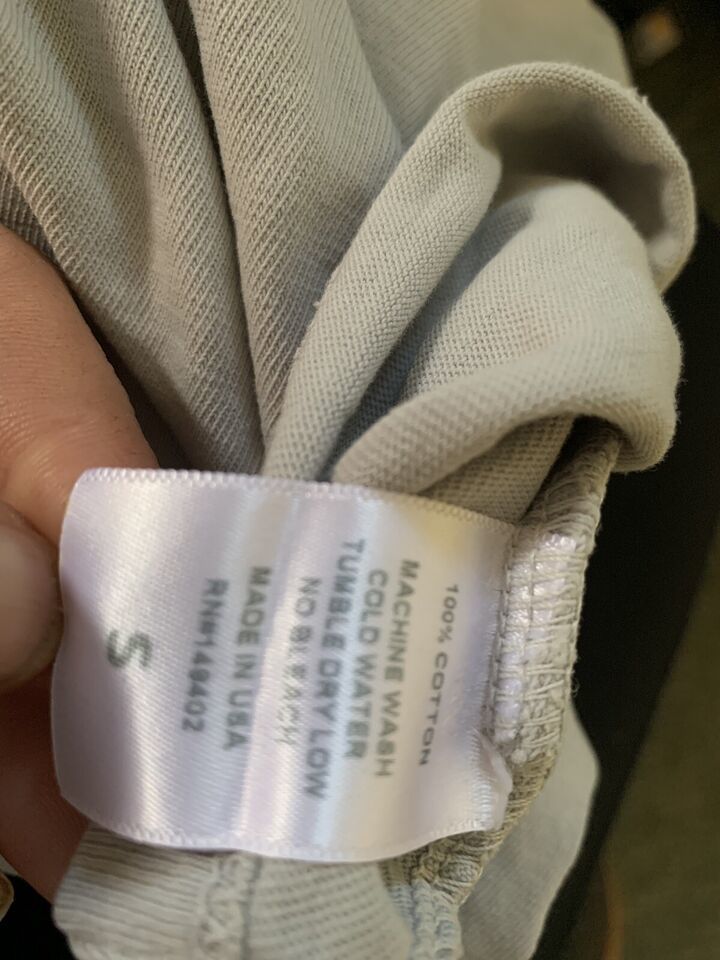 100% COTTON
MACHINE WASH
COLD WATER
TUMBLE DRY LOW
NO BLEACH
MADE IN USA
RN#149402
S